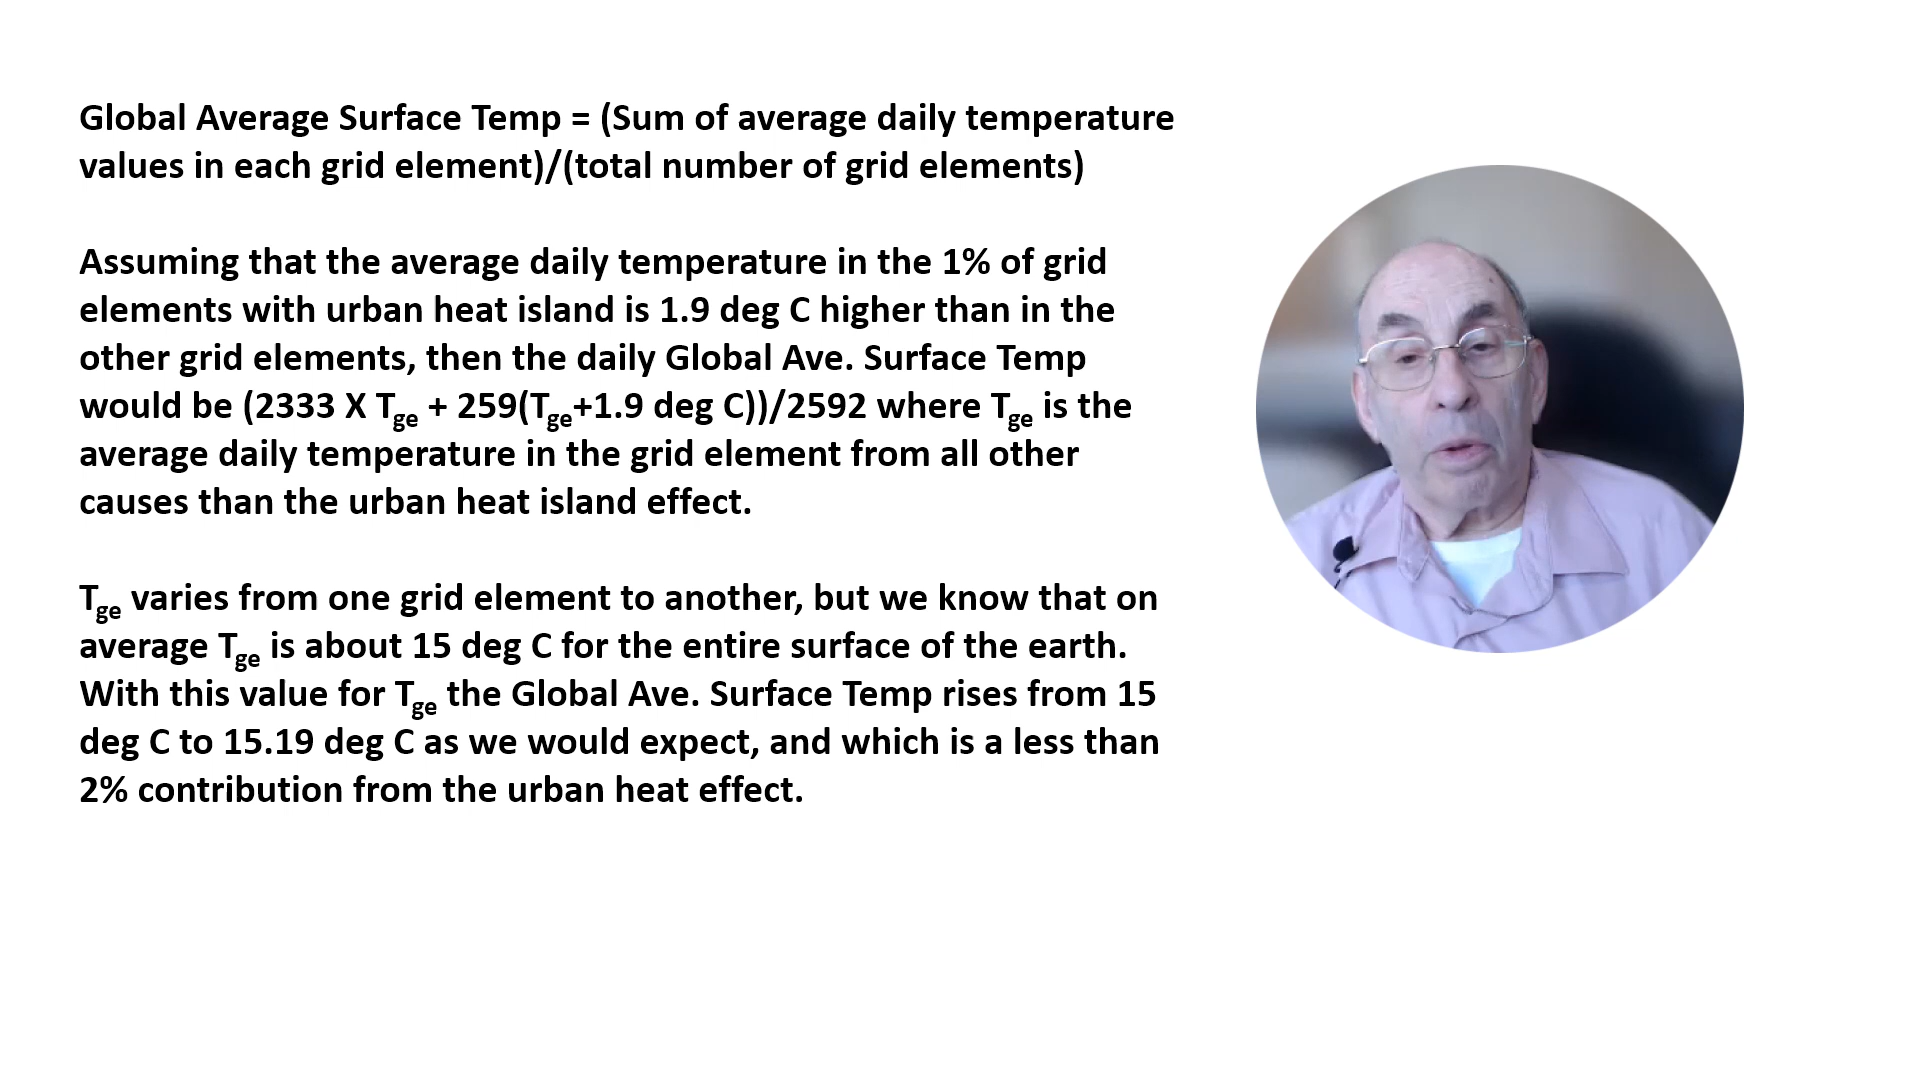 Global Average Surface Temp = (Sum of average daily temperature
values in each grid element)/(total number of grid elements)
Assuming that the average daily temperature in the 1% of grid
elements with urban heat island is 1.9 deg C higher than in the
other grid elements, then the daily Global Ave. Surface Temp
would be (2333 X Tge + 259(Tge+1.9 deg C))/2592 where Tge is the
average daily temperature in the grid element from all other
causes than the urban heat island effect.
Tge varies from one grid element to another, but we know that on
average Tge is about 15 deg C for the entire surface of the earth.
With this value for Tge the Global Ave. Surface Temp rises from 15
deg C to 15.19 deg C as we would expect, and which is a less than
2% contribution from the urban heat effect.